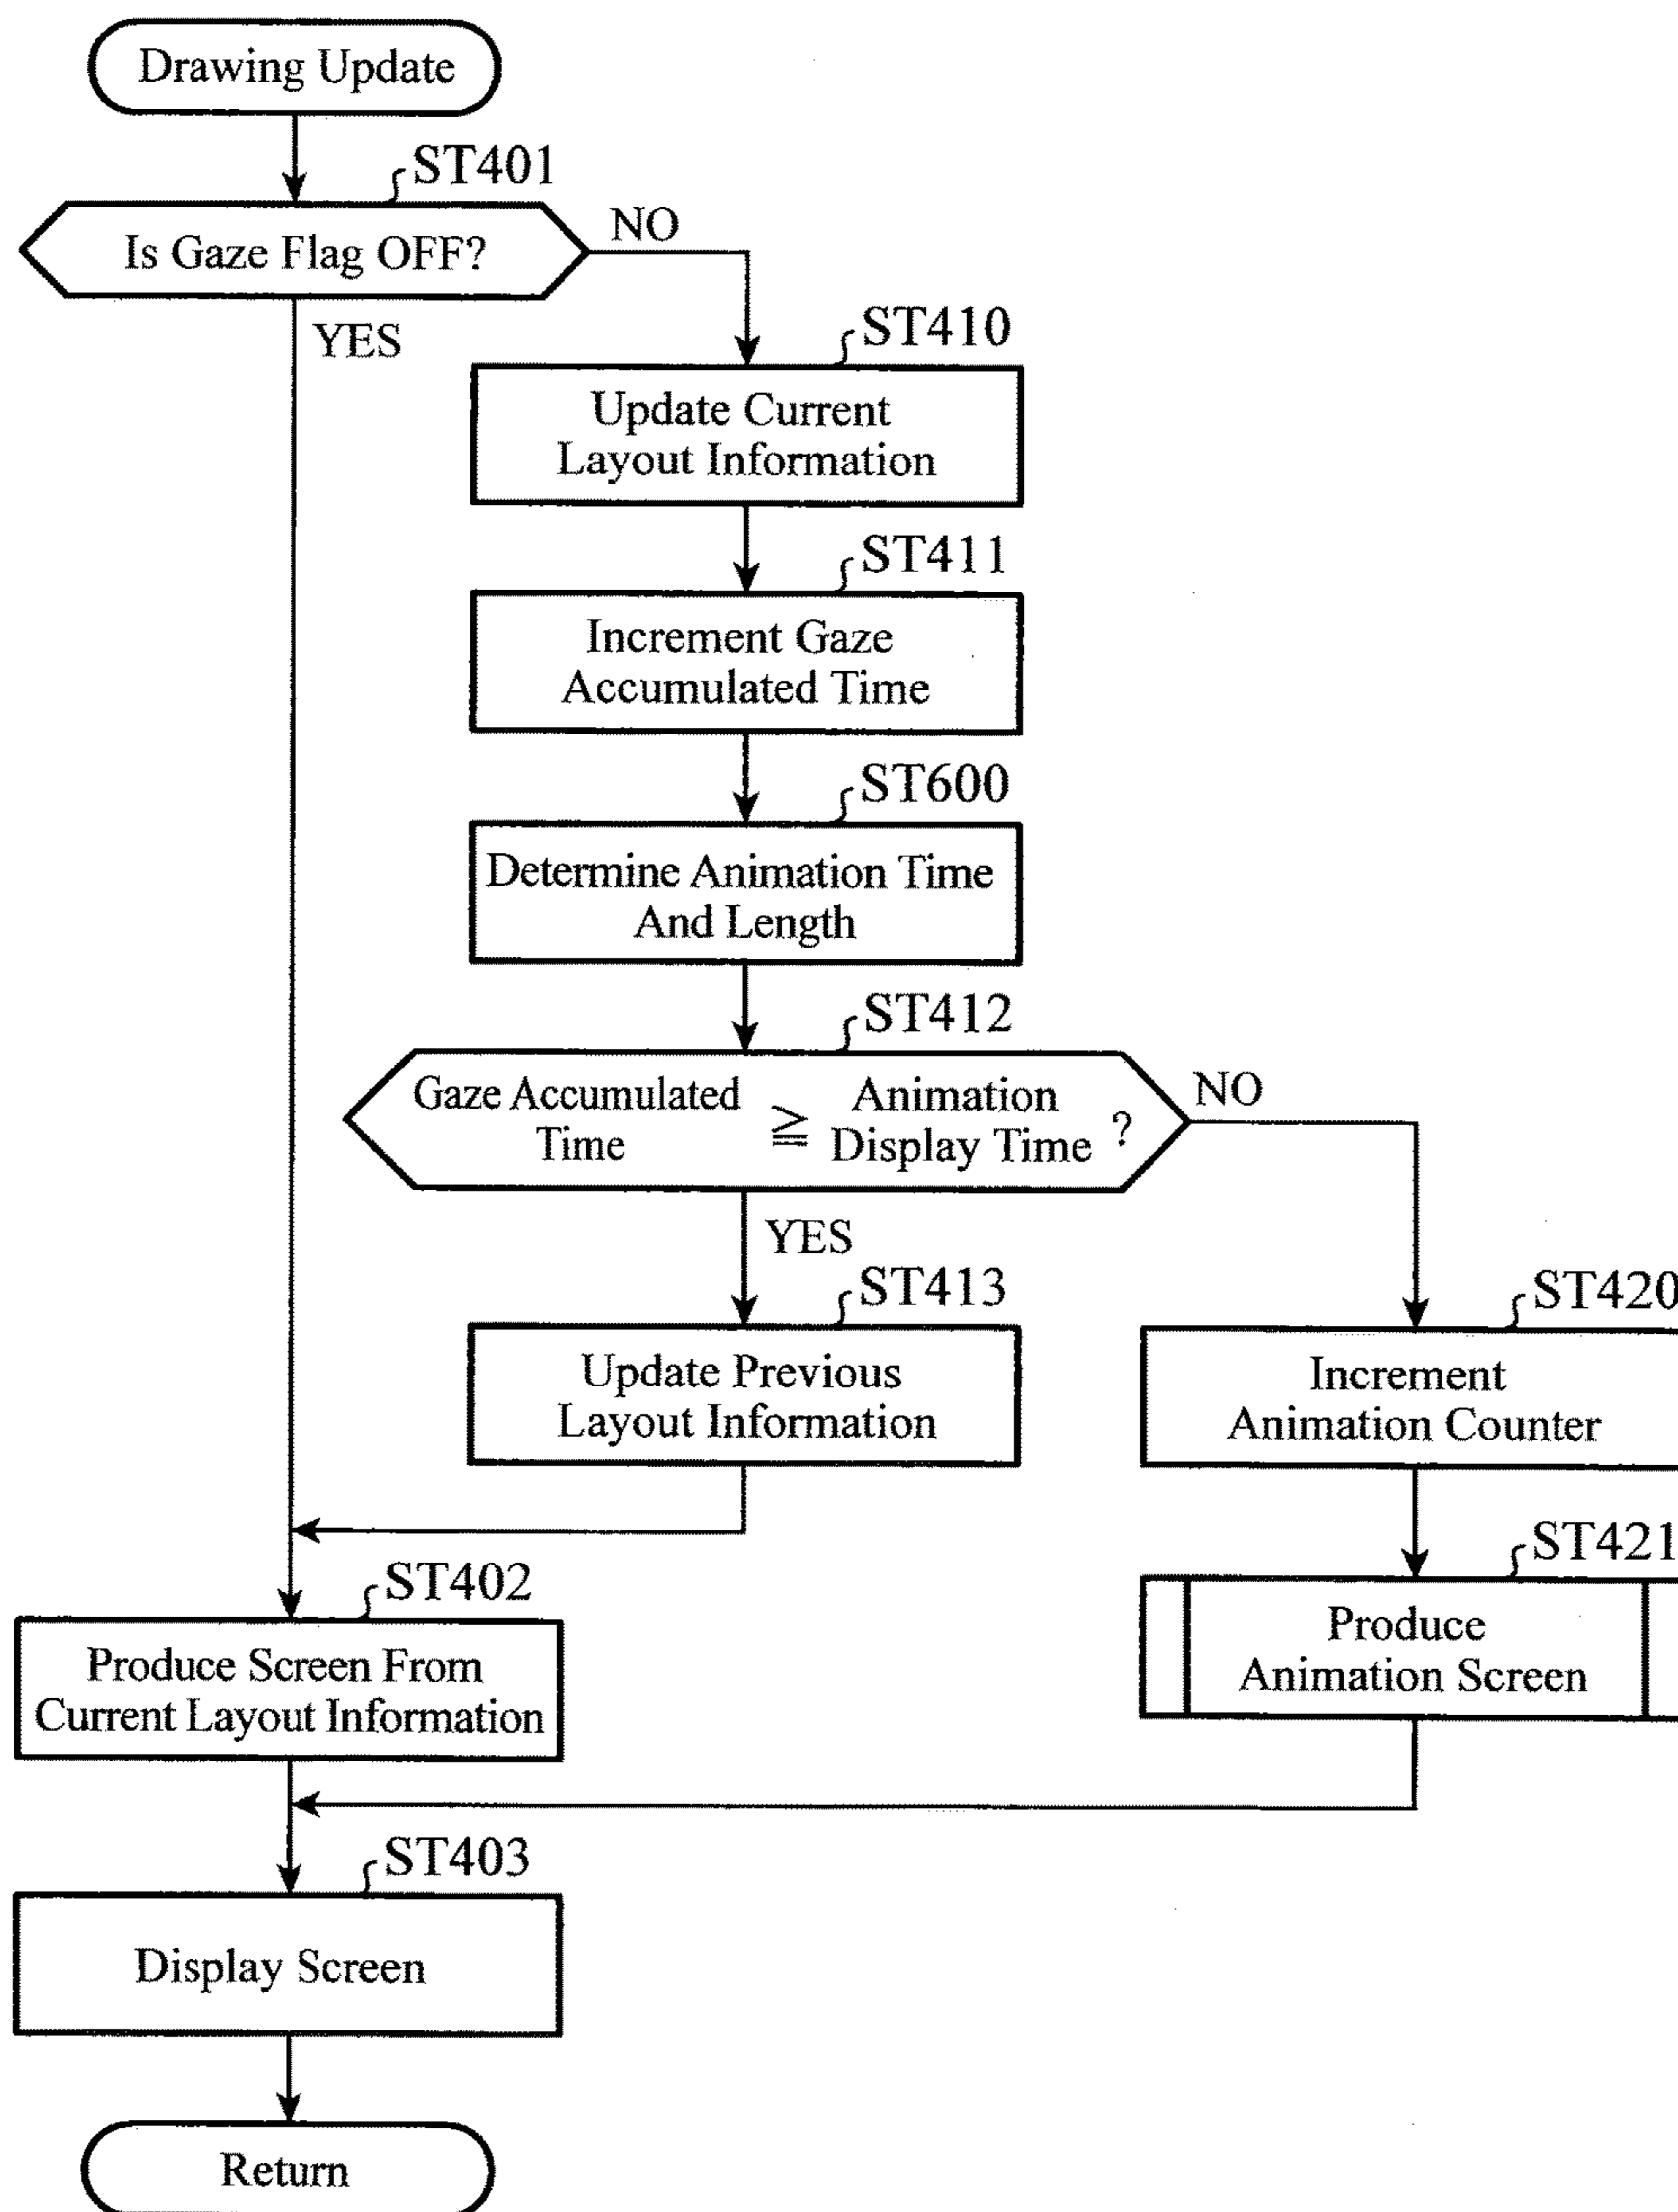 Drawing Update
ST401
Is Gaze Flag OFF?
NO
YES
ST410
Update Current
Layout Information
ST411
Increment Gaze
Accumulated Time
ST600
Determine Animation Time
And Length
ST412
Gaze Accumulated
Time
≧
Animation
Display Time
?
NO
YES
ST413
Update Previous
Layout Information
ST420
Increment
Animation Counter
ST421
Produce
Animation Screen
ST402
Produce Screen From
Current Layout Information
ST403
Display Screen
Return